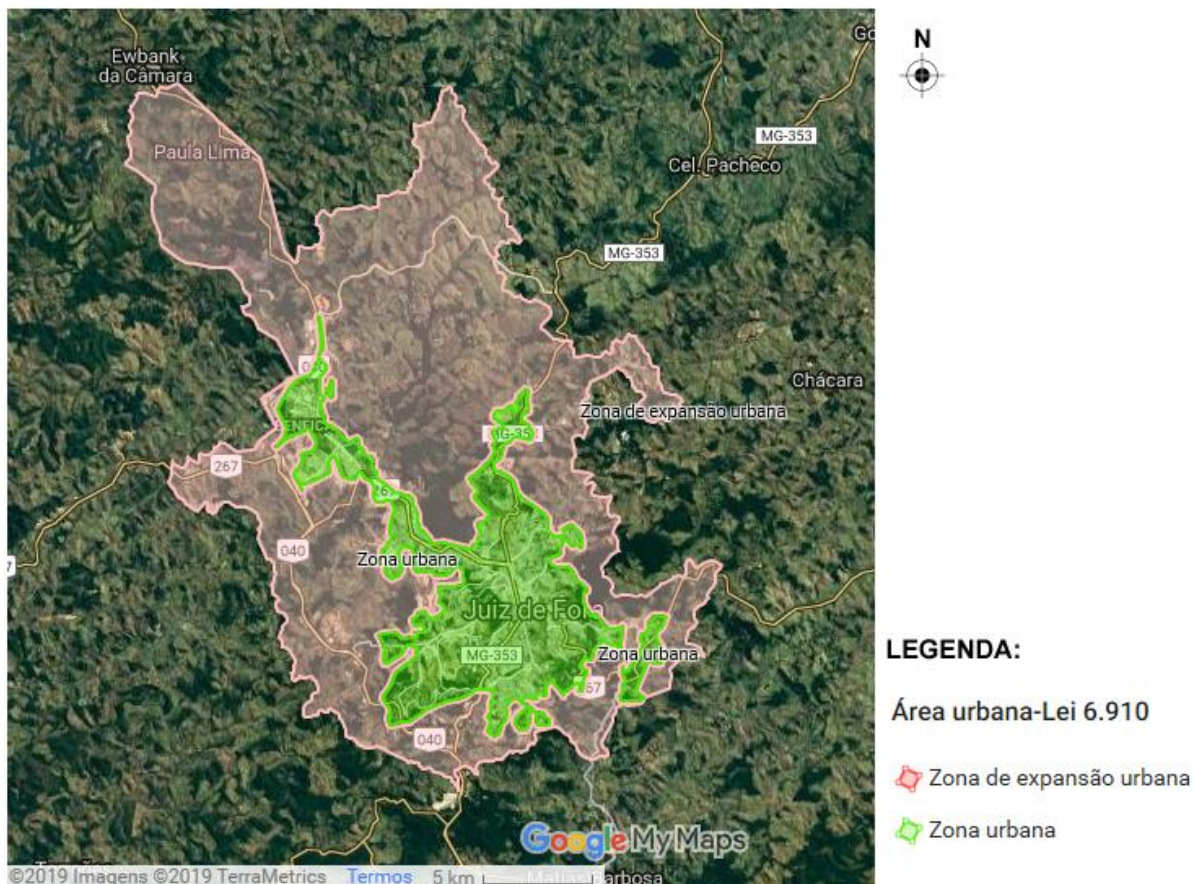 Ewbank
da Câmara
N
MG-353
Paula Lima
Cel. Pacheco
MG-353
Chácara
Zona de expansão urbana
267
040
Zona urbana
Juiz de Fora
MG-353
Zona urbana
040
LEGENDA:
Área urbana-Lei 6.910
Zona de expansão urbana
Zona urbana
Google My Maps
©2019 Imagens ©2019 TerraMetrics Termos 5 km
Matias Barbosa